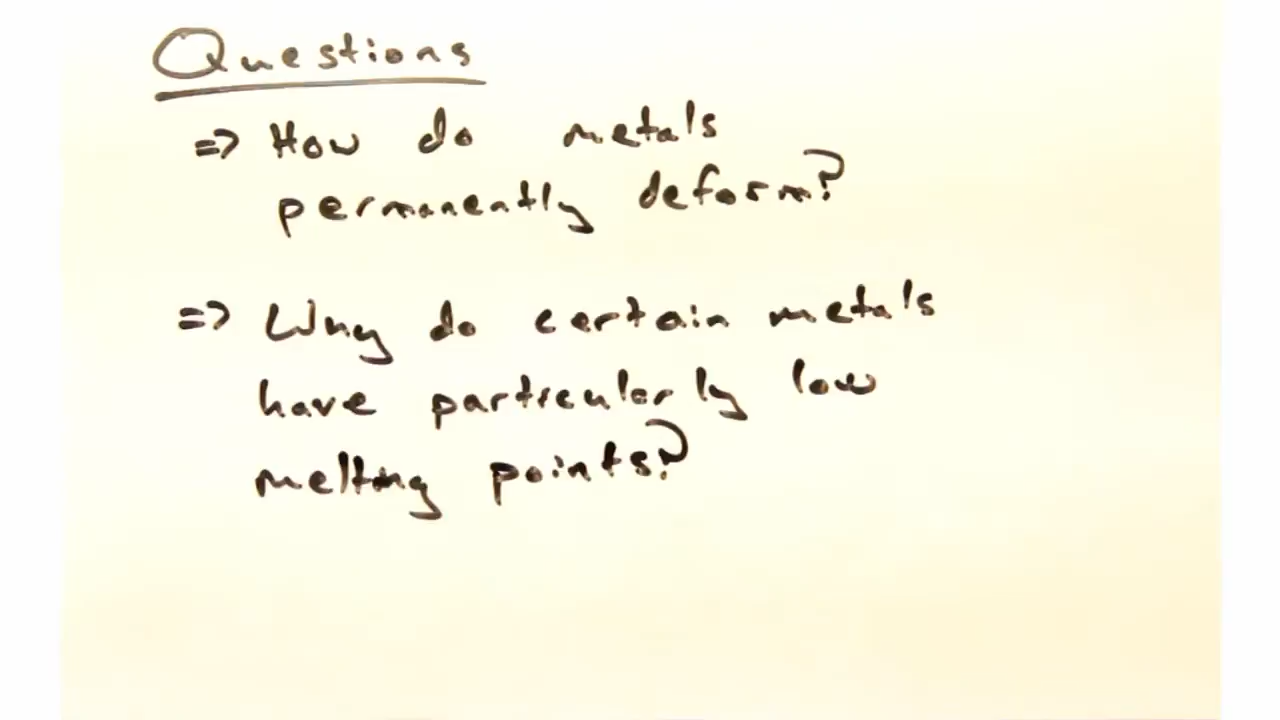 Questions
=> How do metals
permanently deform?
=> Why do certain metals
have particularly low
melting points?